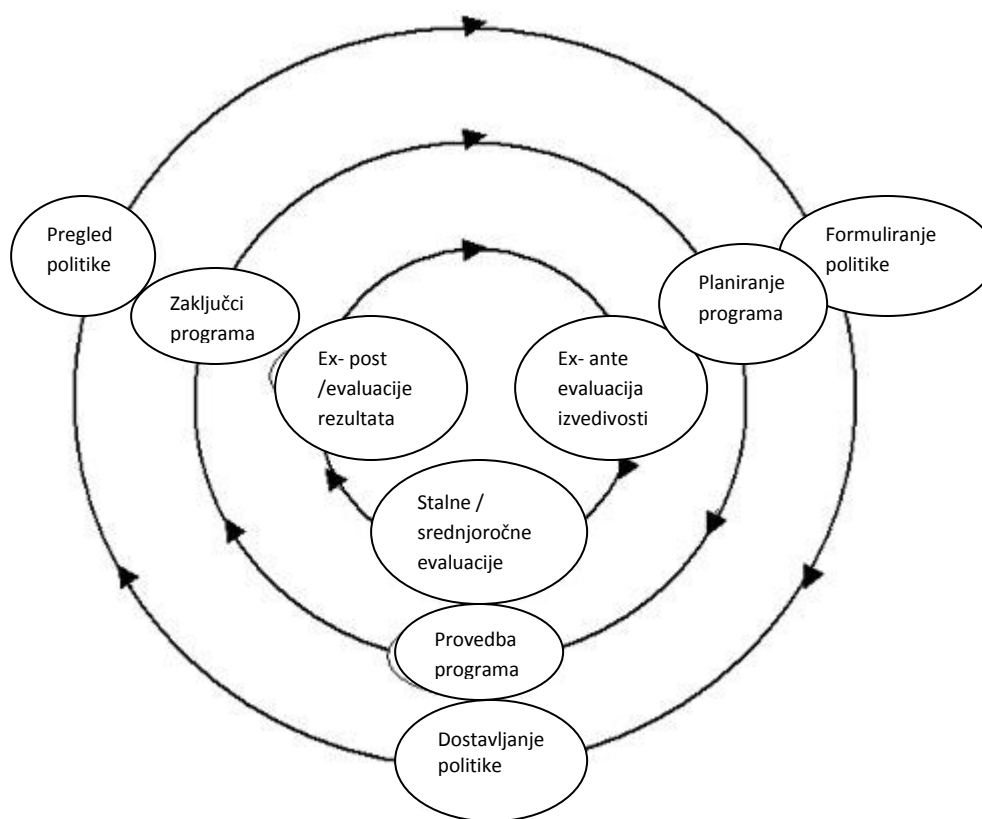 Pregled
politike
Formuliranje
politike
Zaključci
programa
Planiranje
programa
Ex- post
/evaluacije
rezultata
Ex- ante
evaluacija
izvedivosti
Stalne /
srednjoročne
evaluacije
Provedba
programa
Dostavljanje
politike